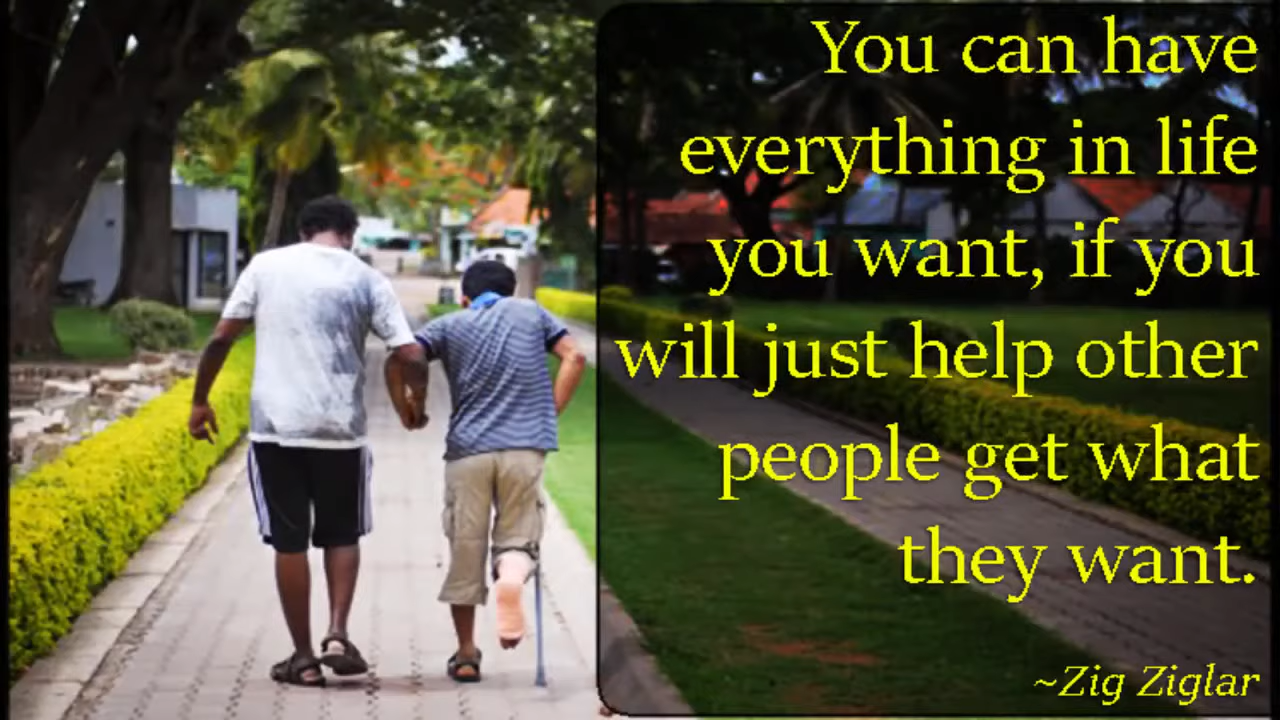 You can have
everything in life
you want, if you
will just help other
people get what
they want.
~Zig Ziglar